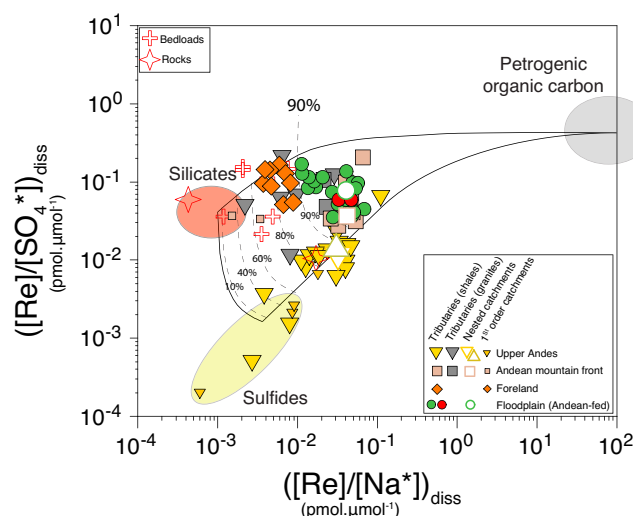 Bedloads
Rocks
Petrogenic
organic carbon
Silicates
Sulfides
90%
90%
80%
60%
40%
10%
10¹
10⁰
10⁻¹
10⁻²
10⁻³
10⁻⁴
([Re]/[SO₄*])diss
(pmol.µmol⁻¹)
10⁻⁴
10⁻³
10⁻²
10⁻¹
10⁰
10¹
10²
([Re]/[Na*])diss
(pmol.µmol⁻¹)
Tributaries (shales)
Tributaries (granites)
Nested catchments
1st order catchments
Upper Andes
Andean mountain front
Foreland
Floodplain (Andean-fed)